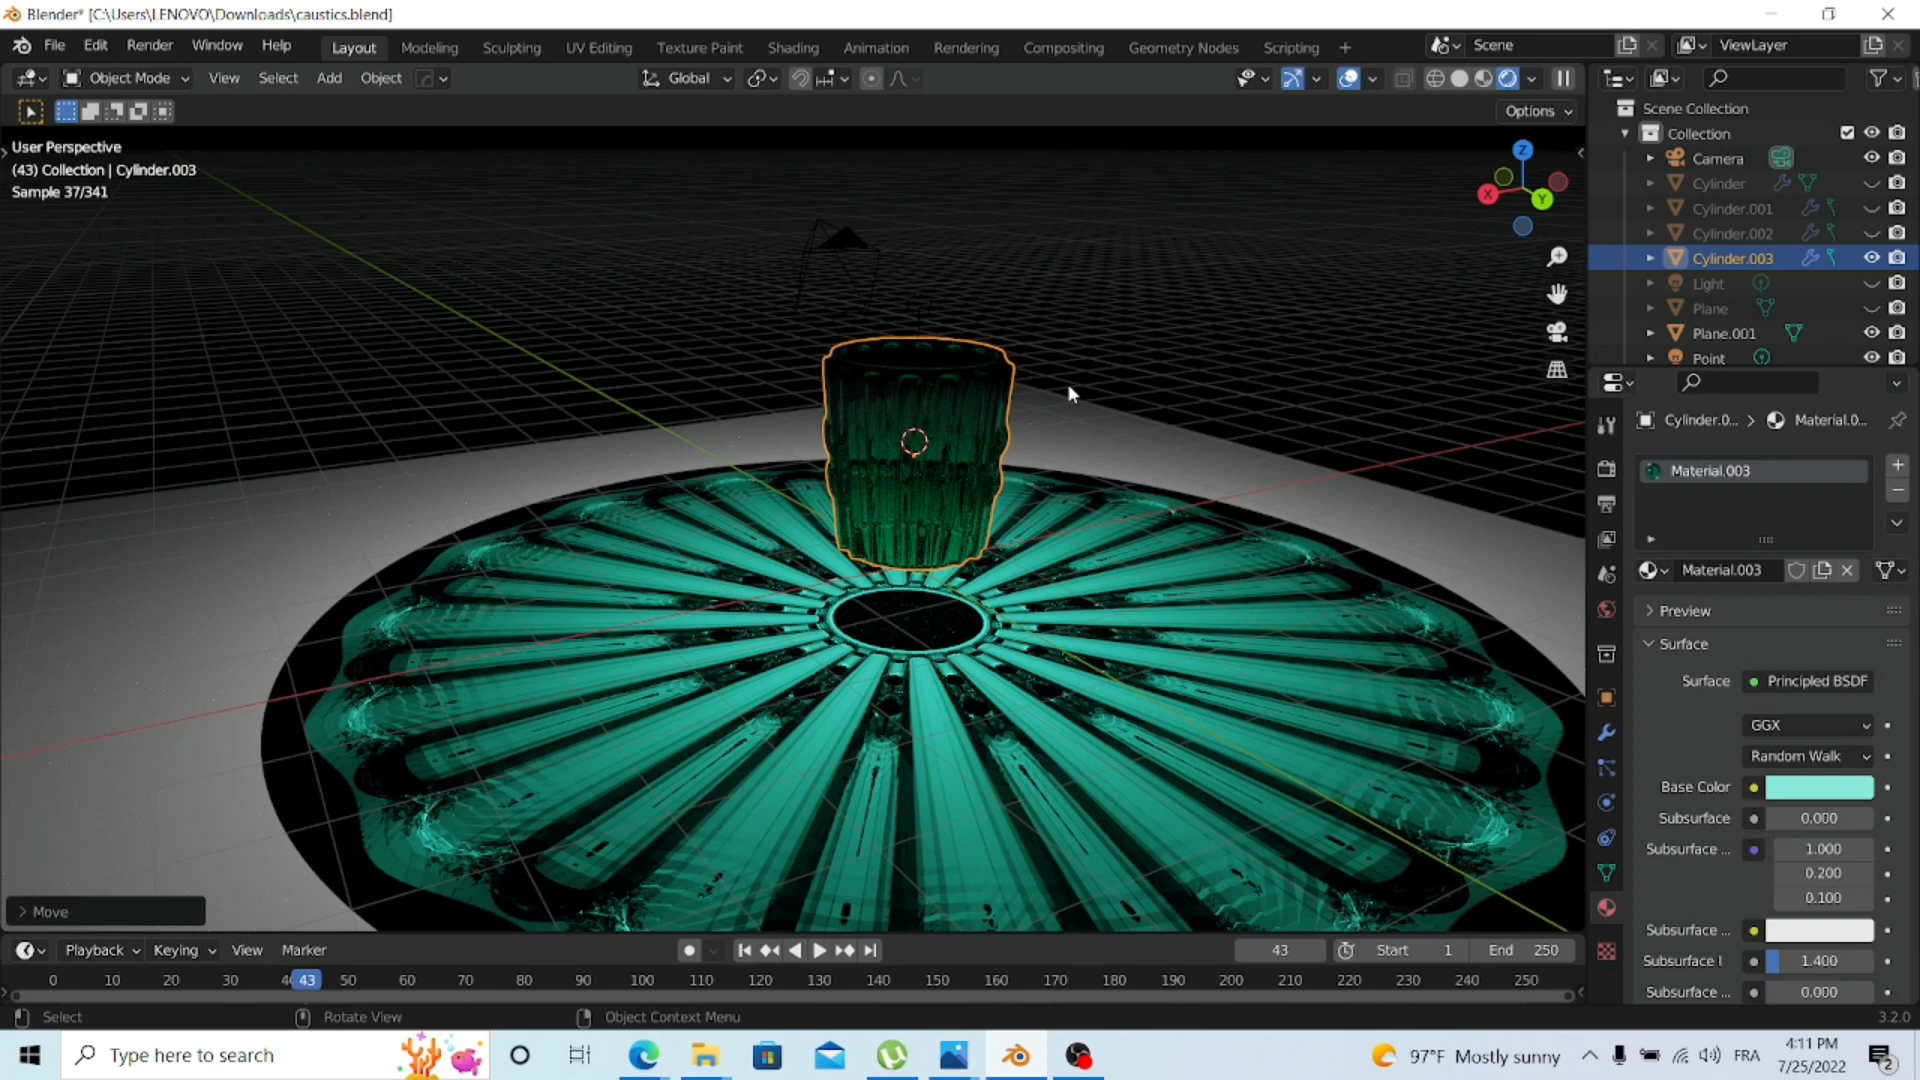 Blender* [C:\Users\LENOVO\Downloads\caustics.blend]
File Edit Render Window Help Layout Modeling Sculpting UV Editing Texture Paint Shading Animation Rendering Compositing Geometry Nodes Scripting + Scene ViewLayer
Object Mode View Select Add Object Global
Options
User Perspective
(43) Collection | Cylinder.003
Sample 37/341
Z
X
Y
Scene Collection
Collection
Camera
Cylinder
Cylinder.001
Cylinder.002
Cylinder.003
Light
Plane
Plane.001
Point
Cylinder.0... > Material.0...
Material.003
Material.003
Preview
Surface
Surface Principled BSDF
GGX
Random Walk
Base Color
Subsurface 0.000
Subsurface ... 1.000
0.200
0.100
Subsurface ...
Subsurface I 1.400
Subsurface ... 0.000
> Move
Playback Keying View Marker 43 Start 1 End 250
0 10 20 30 4 43 50 60 70 80 90 100 110 120 130 140 150 160 170 180 190 200 210 220 230 240 250
Select Rotate View Object Context Menu 3.2.0
Type here to search 97°F Mostly sunny FRA
4:11 PM
7/25/2022
2